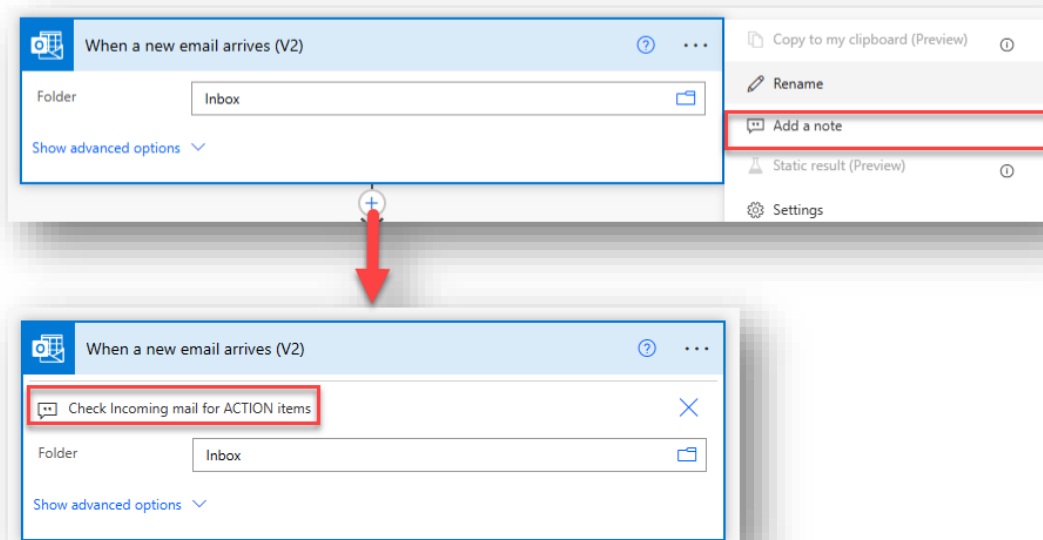 When a new email arrives (V2)
Folder
Inbox
Show advanced options
Copy to my clipboard (Preview)
Rename
Add a note
Static result (Preview)
Settings
When a new email arrives (V2)
Check Incoming mail for ACTION items
Folder
Inbox
Show advanced options